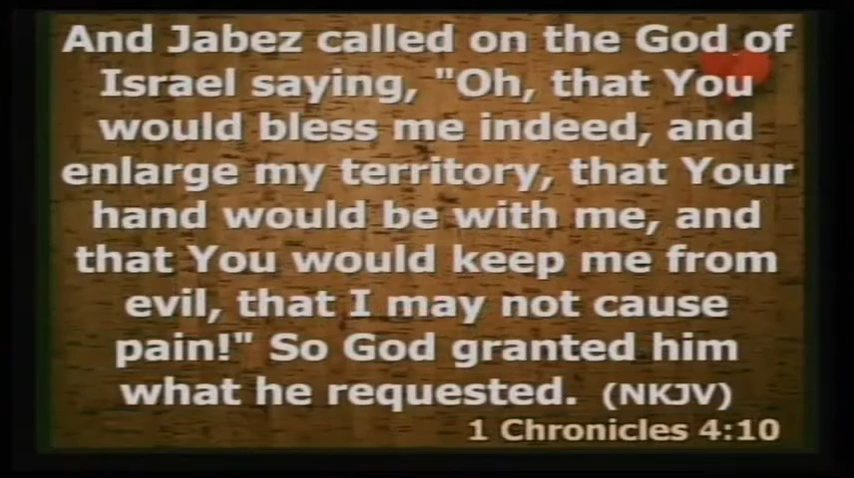 And Jabez called on the God of
Israel saying, "Oh, that You
would bless me indeed, and
enlarge my territory, that Your
hand would be with me, and
that You would keep me from
evil, that I may not cause
pain!" So God granted him
what he requested. (NKJV)
1 Chronicles 4:10